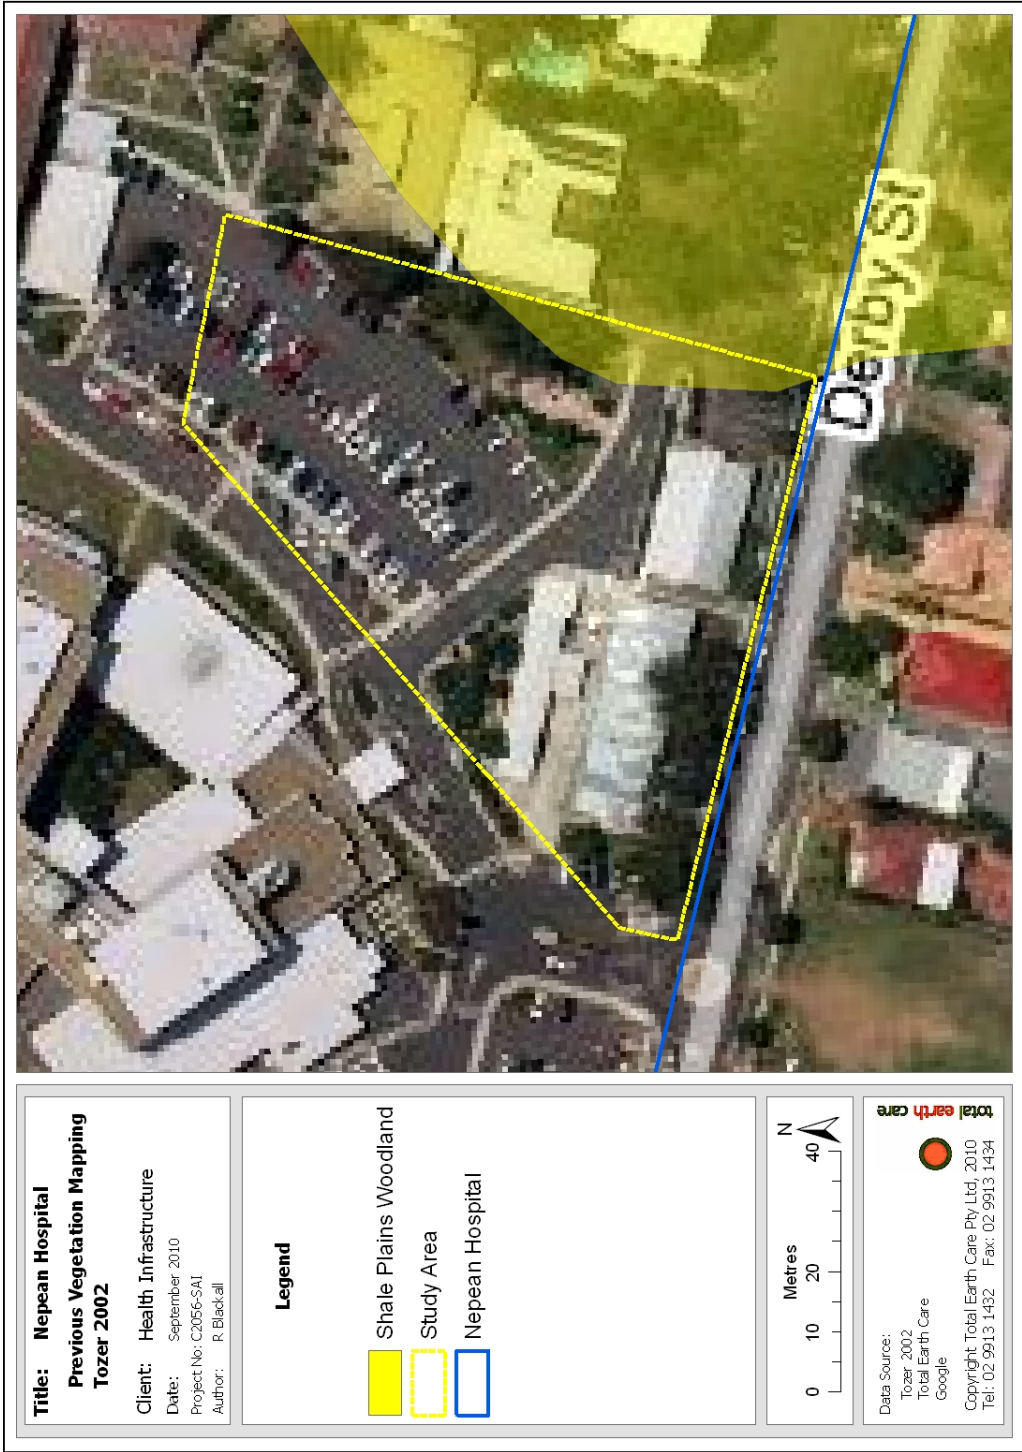 Title: Nepean Hospital
Previous Vegetation Mapping
Tozer 2002
Client: Health Infrastructure
Date: September 2010
Project No: C2056-SAI
Author: R Blackall
Legend
Shale Plains Woodland
Study Area
Nepean Hospital
Metres
0 10 20 40
N
Data Source:
Tozer 2002
Total Earth Care
Google
Copyright Total Earth Care Pty Ltd, 2010
Tel: 02 9913 1432 Fax: 02 9913 1434
total earth care
Derby St